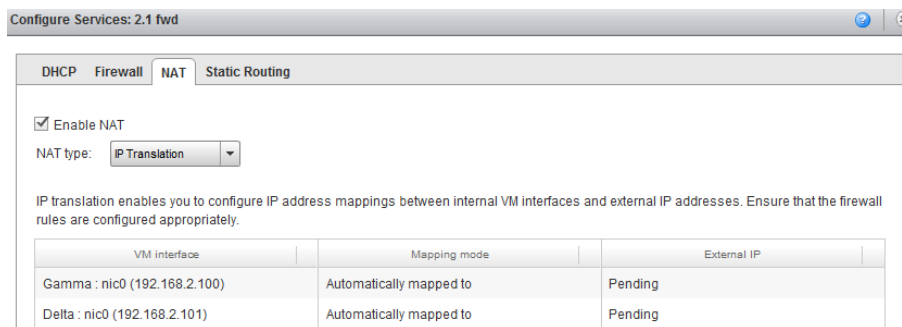 Configure Services: 2.1 fwd
DHCP Firewall NAT Static Routing
Enable NAT
NAT type: IP Translation
IP translation enables you to configure IP address mappings between internal VM interfaces and external IP addresses. Ensure that the firewall
rules are configured appropriately.
VM interface Mapping mode External IP
Gamma : nic0 (192.168.2.100) Automatically mapped to Pending
Delta : nic0 (192.168.2.101) Automatically mapped to Pending